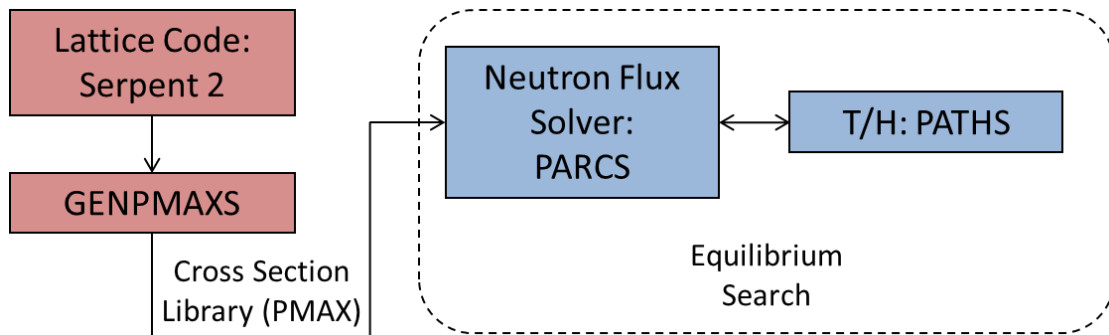 Lattice Code:
Serpent 2
GENPMAXS
Cross Section
Library (PMAX)
Neutron Flux
Solver:
PARCS
T/H: PATHS
Equilibrium
Search